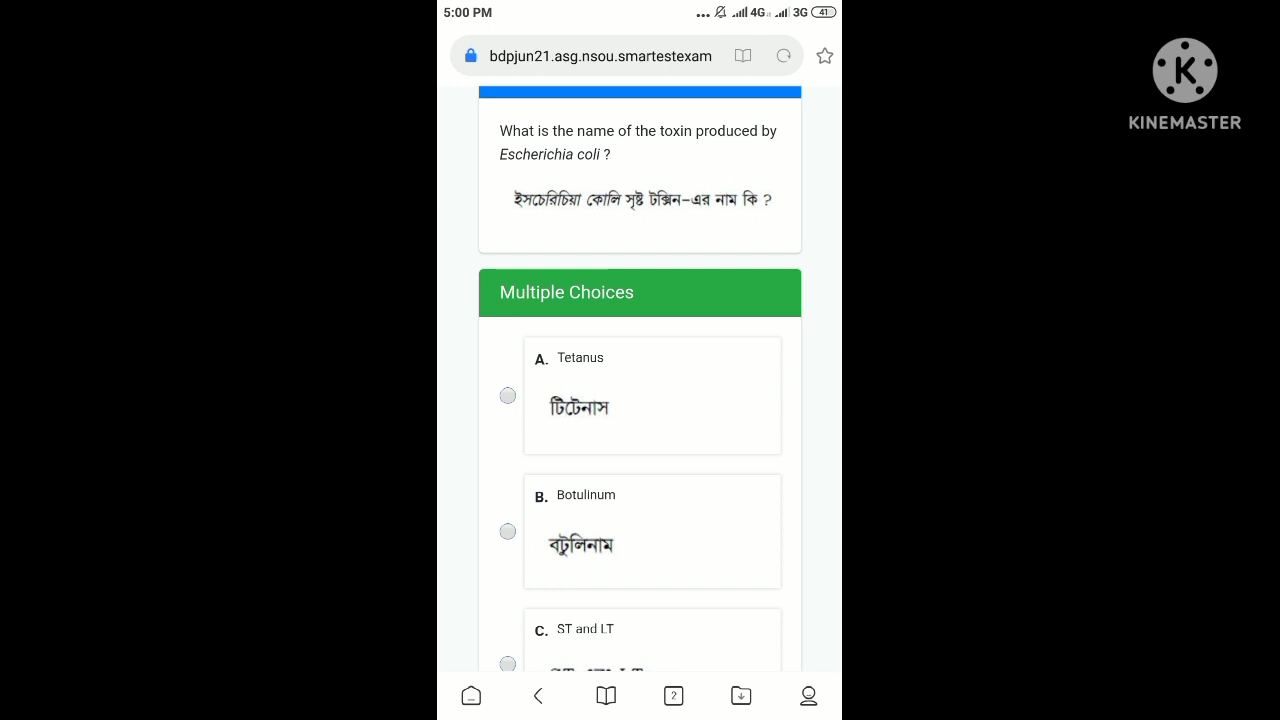 5:00 PM
4G 3G 41
bdpjun21.asg.nsou.smartestexam
K
KINEMASTER
What is the name of the toxin produced by
Escherichia coli ?
ইসচেরিচিয়া কোলি সৃষ্ট টক্সিন–এর নাম কি ?
Multiple Choices
A. Tetanus
টিটেনাস
B. Botulinum
বটুলিনাম
C. ST and LT
2